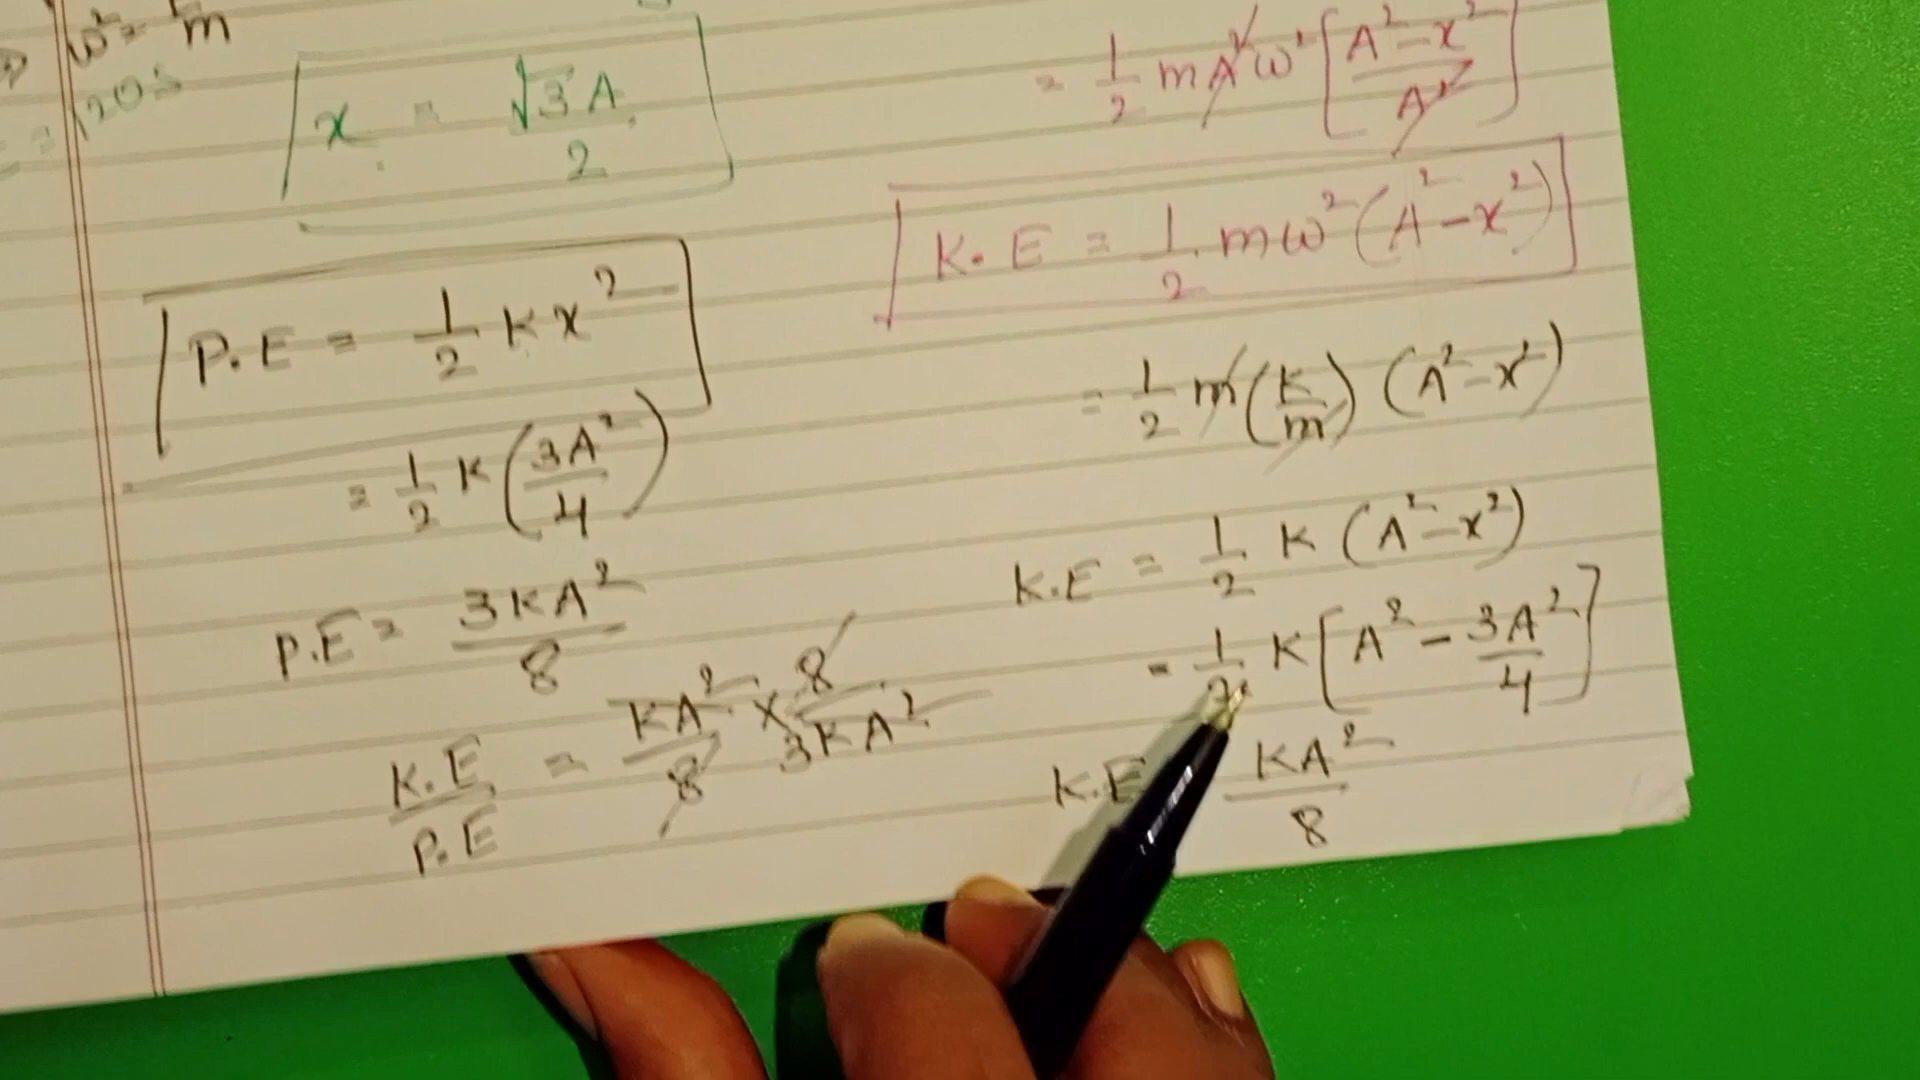 ω² = /m
= 1205
x = √3 A / 2
P.E = 1/2 K x²
= 1/2 K (3A² / 4)
P.E = 3KA² / 8
K.E / P.E = KA² / 8 × 8 / 3KA²
= 1/2 m A² ω² [A² - x² / A²]
K.E = 1/2 mω² (A² - x²)
= 1/2 m (K/m) (A² - x²)
K.E = 1/2 K (A² - x²)
= 1/2 K [A² - 3A² / 4]
K.E KA² / 8